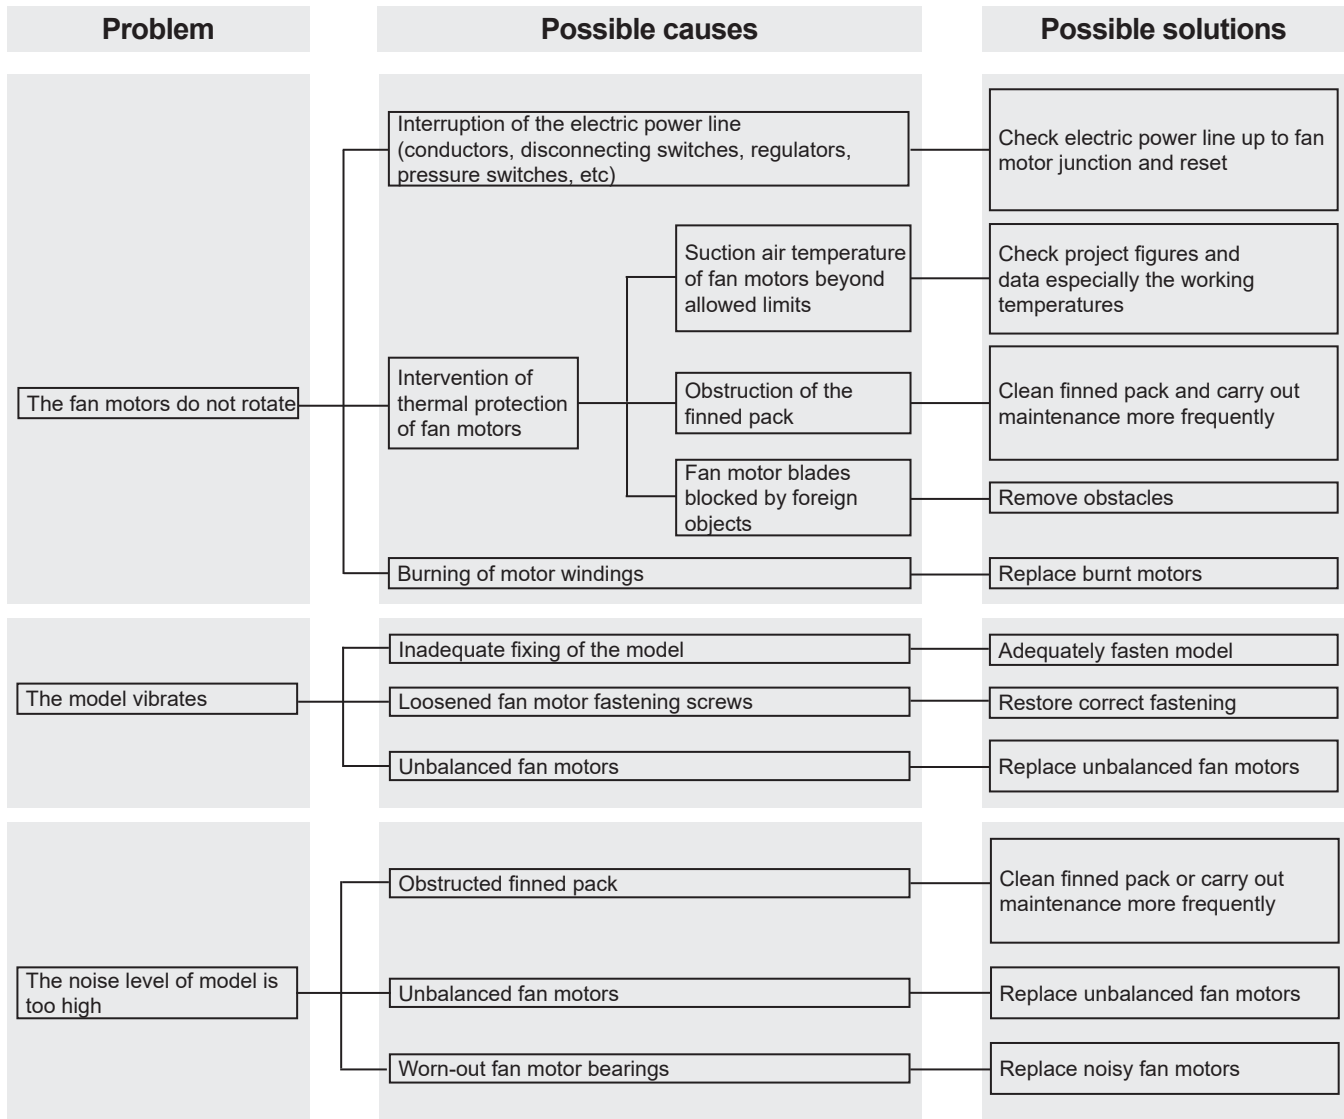 Problem
Possible causes
Possible solutions
The fan motors do not rotate
Interruption of the electric power line
(conductors, disconnecting switches, regulators,
pressure switches, etc)
Check electric power line up to fan
motor junction and reset
Intervention of
thermal protection
of fan motors
Suction air temperature
of fan motors beyond
allowed limits
Check project figures and
data especially the working
temperatures
Obstruction of the
finned pack
Clean finned pack and carry out
maintenance more frequently
Fan motor blades
blocked by foreign
objects
Remove obstacles
Burning of motor windings
Replace burnt motors
The model vibrates
Inadequate fixing of the model
Adequately fasten model
Loosened fan motor fastening screws
Restore correct fastening
Unbalanced fan motors
Replace unbalanced fan motors
The noise level of model is
too high
Obstructed finned pack
Clean finned pack or carry out
maintenance more frequently
Unbalanced fan motors
Replace unbalanced fan motors
Worn-out fan motor bearings
Replace noisy fan motors